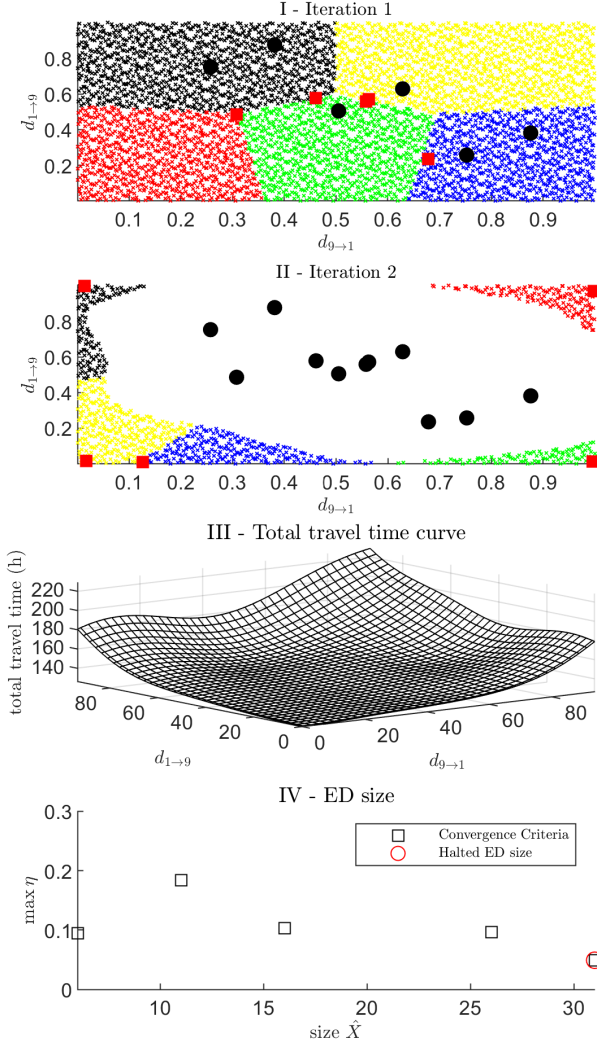 I - Iteration 1
0.8
0.6
0.4
0.2
d₁→₉
0.1 0.2 0.3 0.4 0.5 0.6 0.7 0.8 0.9
d₉→₁
II - Iteration 2
0.8
0.6
0.4
0.2
d₁→₉
0.1 0.2 0.3 0.4 0.5 0.6 0.7 0.8 0.9
d₉→₁
III - Total travel time curve
total travel time (h)
220
200
180
160
140
80 60 40 20 0 0 20 40 60 80
d₁→₉ d₉→₁
IV - ED size
0.3
0.2
0.1
0
max η
Convergence Criteria
Halted ED size
10 15 20 25 30
size X̂